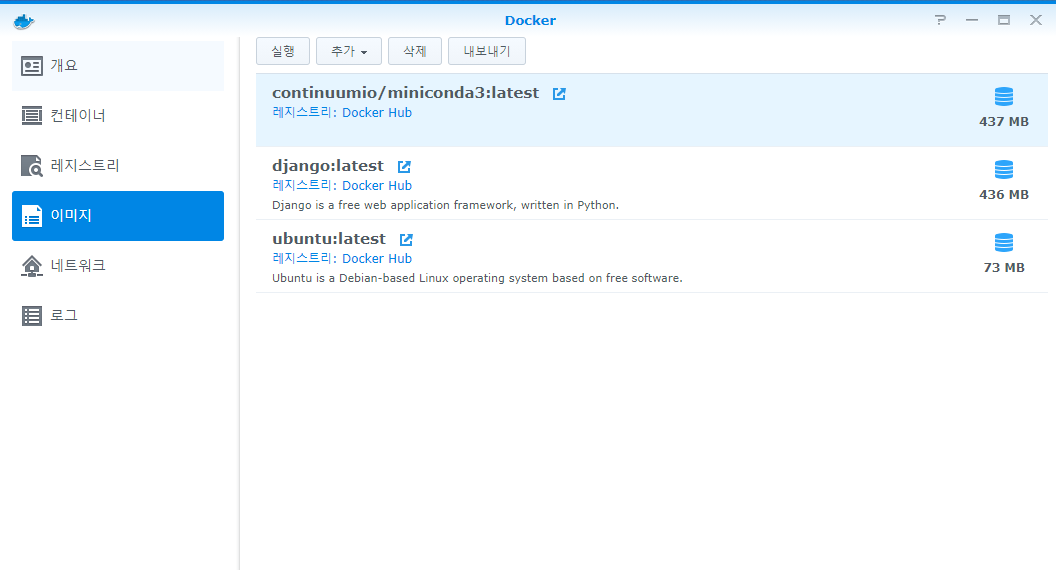 Docker
개요
컨테이너
레지스트리
이미지
네트워크
로그
실행 추가 삭제 내보내기
continuumio/miniconda3:latest
레지스트리: Docker Hub
437 MB
django:latest
레지스트리: Docker Hub
Django is a free web application framework, written in Python.
436 MB
ubuntu:latest
레지스트리: Docker Hub
Ubuntu is a Debian-based Linux operating system based on free software.
73 MB